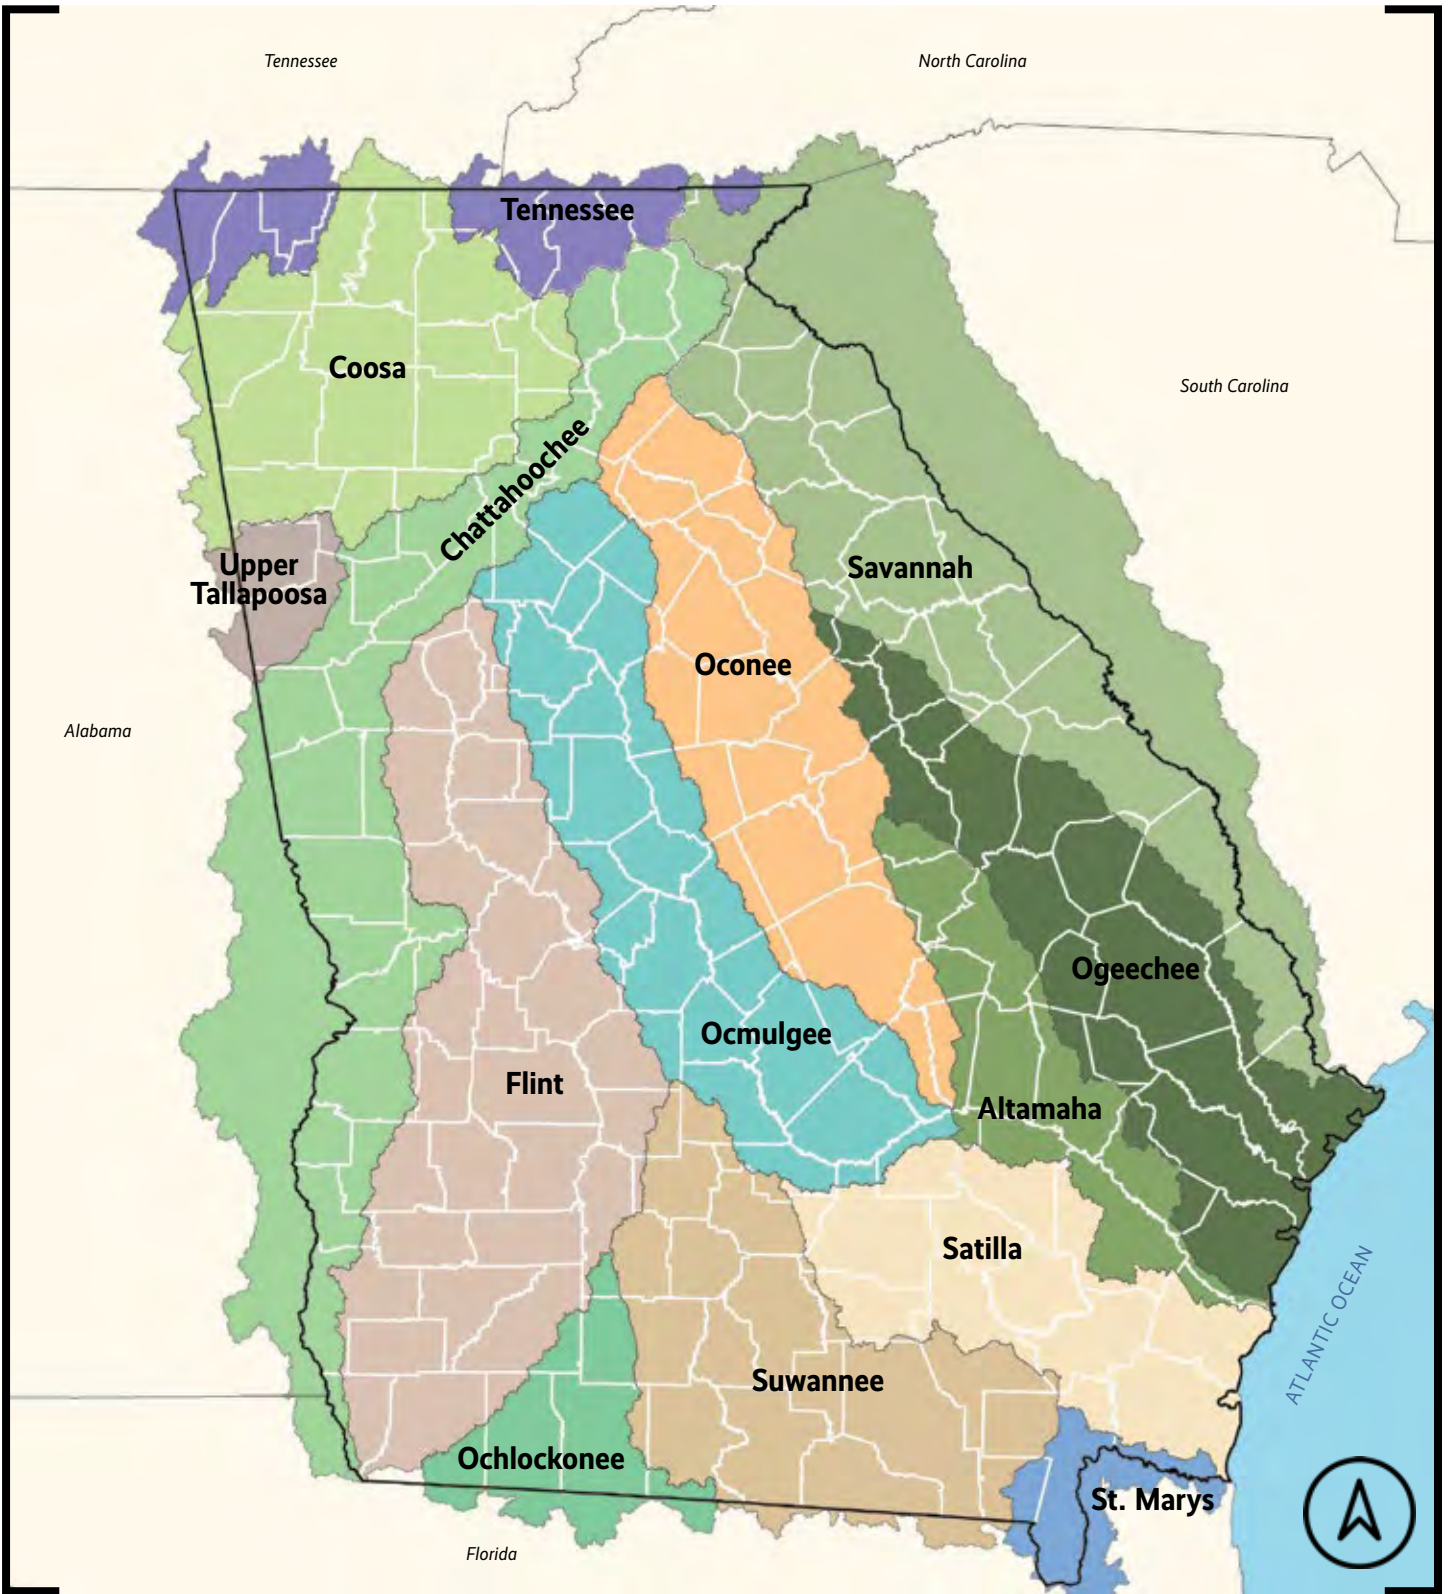 Tennessee
North Carolina
Tennessee
Coosa
South Carolina
Chattahoochee
Upper
Tallapoosa
Savannah
Oconee
Alabama
Ogeechee
Ocmulgee
Flint
Altamaha
Satilla
ATLANTIC OCEAN
Suwannee
Ochlockonee
St. Marys
Florida